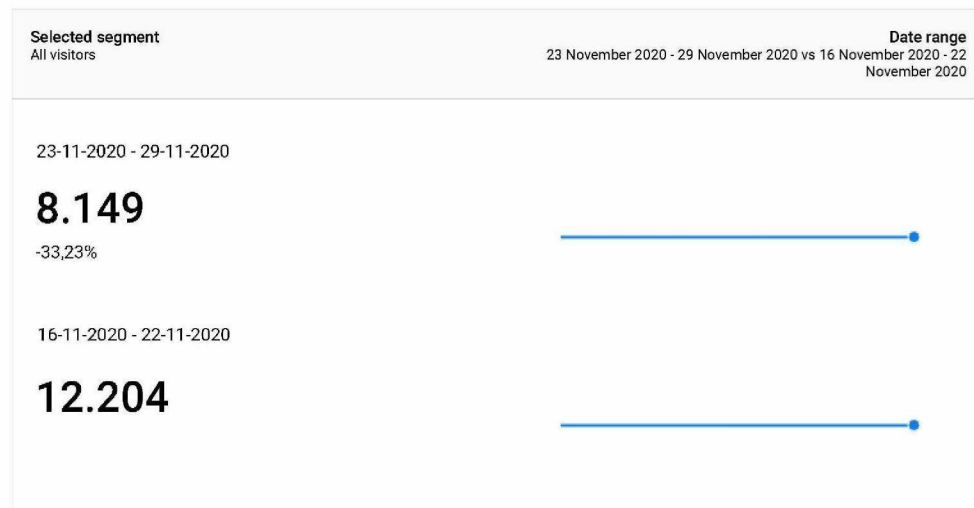 Selected segment
All visitors
Date range
23 November 2020 - 29 November 2020 vs 16 November 2020 - 22
November 2020
23-11-2020 - 29-11-2020
8.149
-33,23%
16-11-2020 - 22-11-2020
12.204